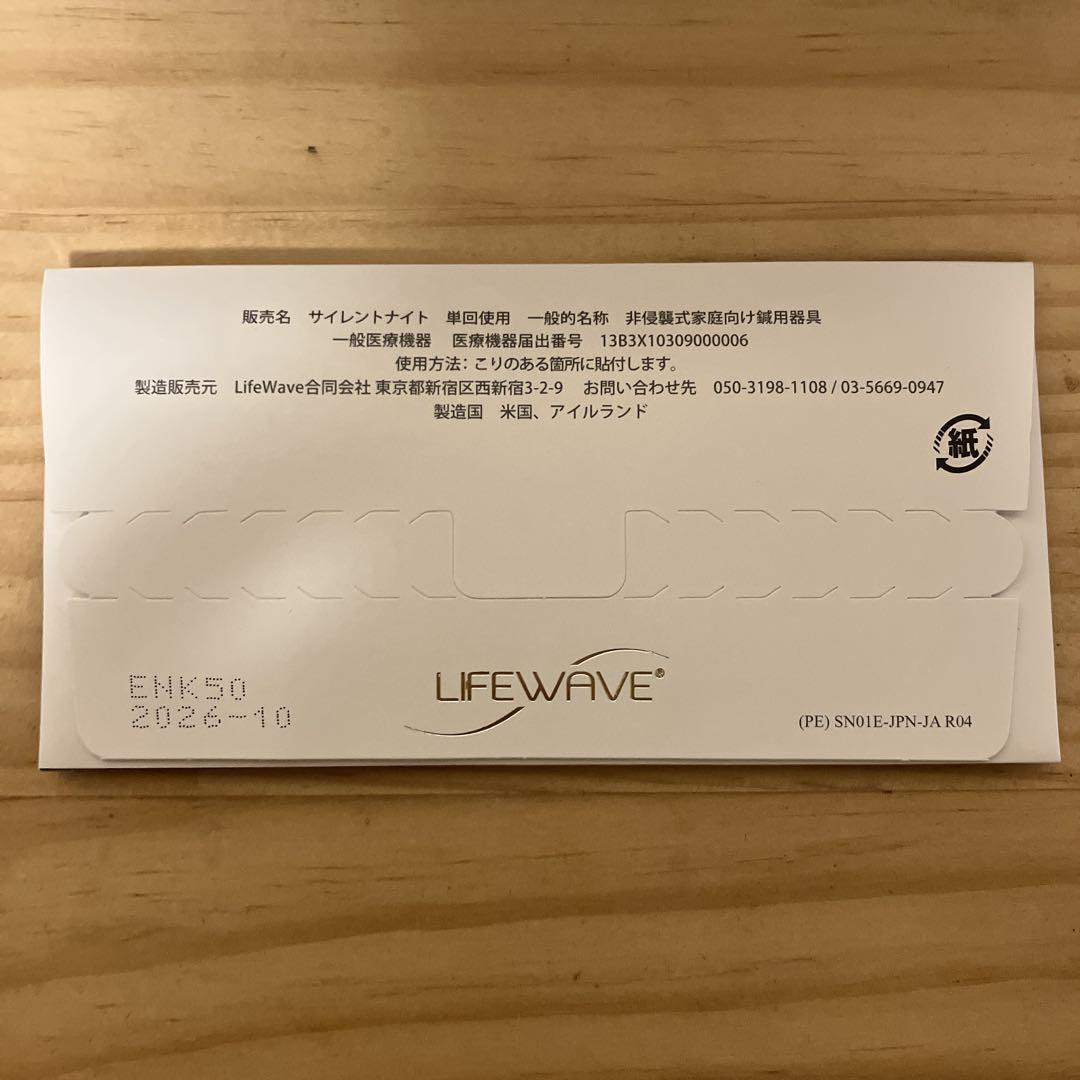 販売名　サイレントナイト　単回使用　一般的名称　非侵襲式家庭向け鍼用器具
一般医療機器　医療機器届出番号　13B3X10309000006
使用方法：こりのある箇所に貼付します。
製造販売元　LifeWave合同会社 東京都新宿区西新宿3-2-9　お問い合わせ先　050-3198-1108 / 03-5669-0947
製造国　米国、アイルランド
紙
ENK50
2026-10
LIFEWAVE®
(PE) SN01E-JPN-JA R04